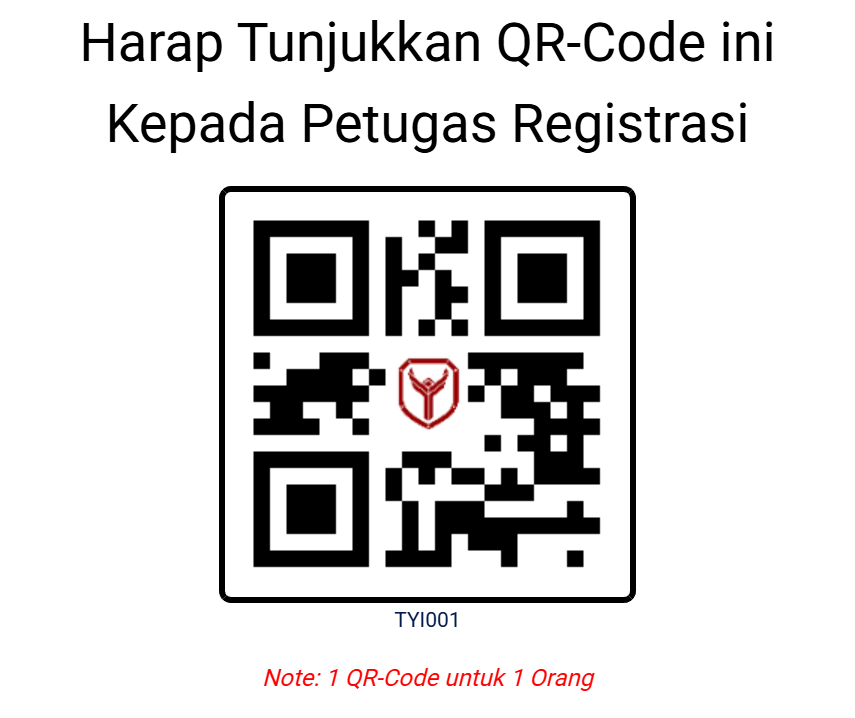 Harap Tunjukkan QR-Code ini
Kepada Petugas Registrasi
TYI001
Note: 1 QR-Code untuk 1 Orang